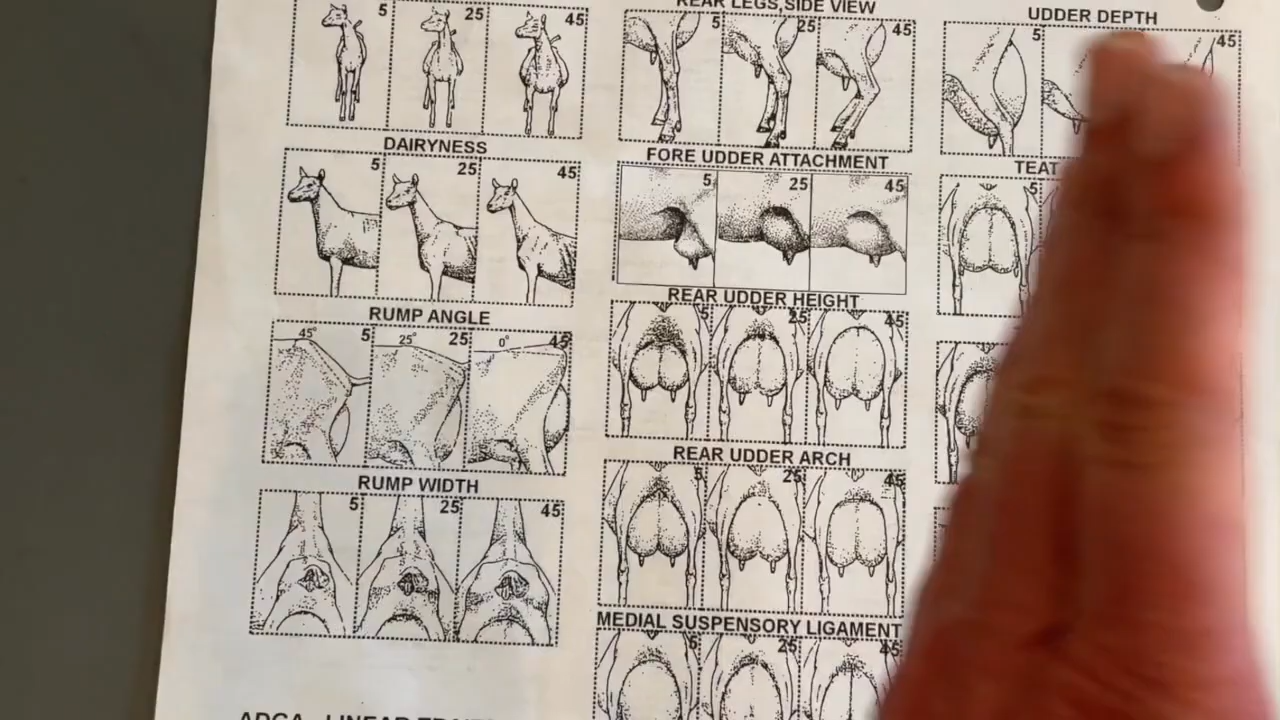 5 25 45
DAIRYNESS
5 25 45
RUMP ANGLE
45° 5 25° 25 0° 45
RUMP WIDTH
5 25 45
REAR LEGS, SIDE VIEW
5 25 45
FORE UDDER ATTACHMENT
5 25 45
REAR UDDER HEIGHT
5 25 45
REAR UDDER ARCH
5 25 45
MEDIAL SUSPENSORY LIGAMENT
5 25 45
UDDER DEPTH
5 45
TEAT
5